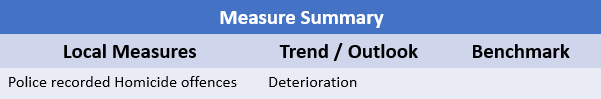 Measure Summary
Local Measures Trend / Outlook Benchmark
Police recorded Homicide offences Deterioration